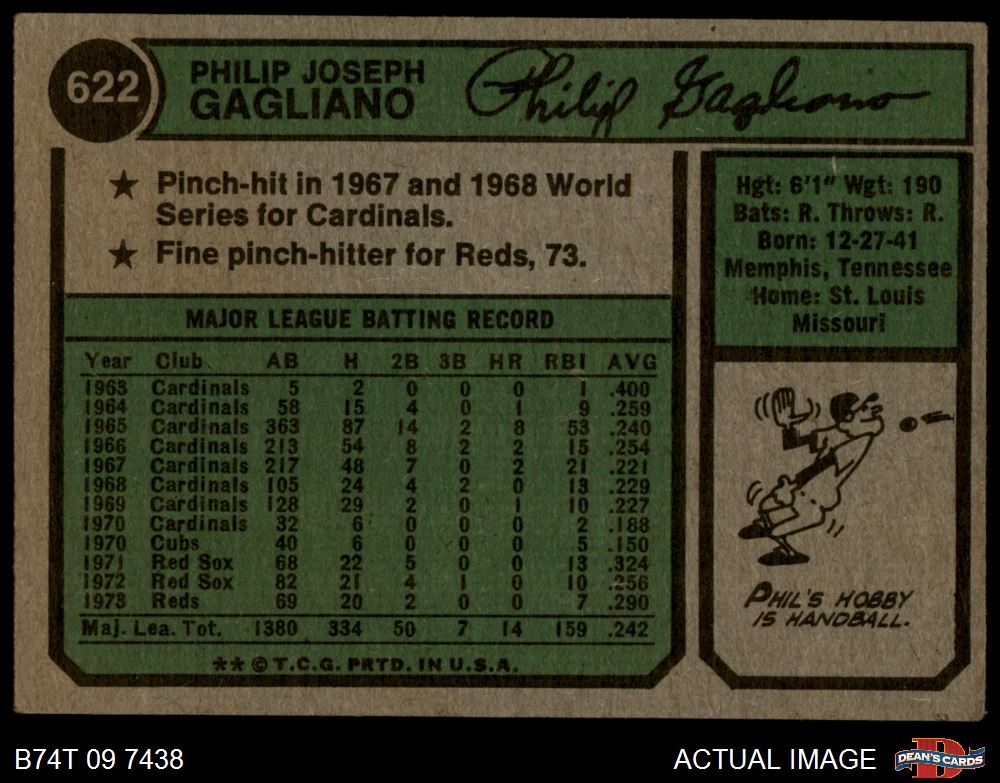 622
PHILIP JOSEPH
GAGLIANO
Philip Gagliano
★ Pinch-hit in 1967 and 1968 World
Series for Cardinals.
★ Fine pinch-hitter for Reds, 73.
Hgt: 6'1" Wgt: 190
Bats: R. Throws: R.
Born: 12-27-41
Memphis, Tennessee
Home: St. Louis
Missouri
MAJOR LEAGUE BATTING RECORD
Year Club AB H 2B 3B HR RBI AVG
1963 Cardinals 5 2 0 0 0 1 .400
1964 Cardinals 58 15 4 0 1 9 .259
1965 Cardinals 363 87 14 2 8 53 .240
1966 Cardinals 213 54 8 2 2 15 .254
1967 Cardinals 217 48 7 0 2 21 .221
1968 Cardinals 105 24 4 2 0 13 .229
1969 Cardinals 128 29 2 0 1 10 .227
1970 Cardinals 32 6 0 0 0 2 .188
1970 Cubs 40 6 0 0 0 5 .150
1971 Red Sox 68 22 5 0 0 13 .324
1972 Red Sox 82 21 4 1 0 10 .256
1973 Reds 69 20 2 0 0 7 .290
Maj. Lea. Tot. 1380 334 50 7 14 159 .242
** © T.C.G. PRTD. IN U.S.A.
PHIL'S HOBBY
IS HANDBALL.
B74T 09 7438
ACTUAL IMAGE
D
DEAN'S CARDS